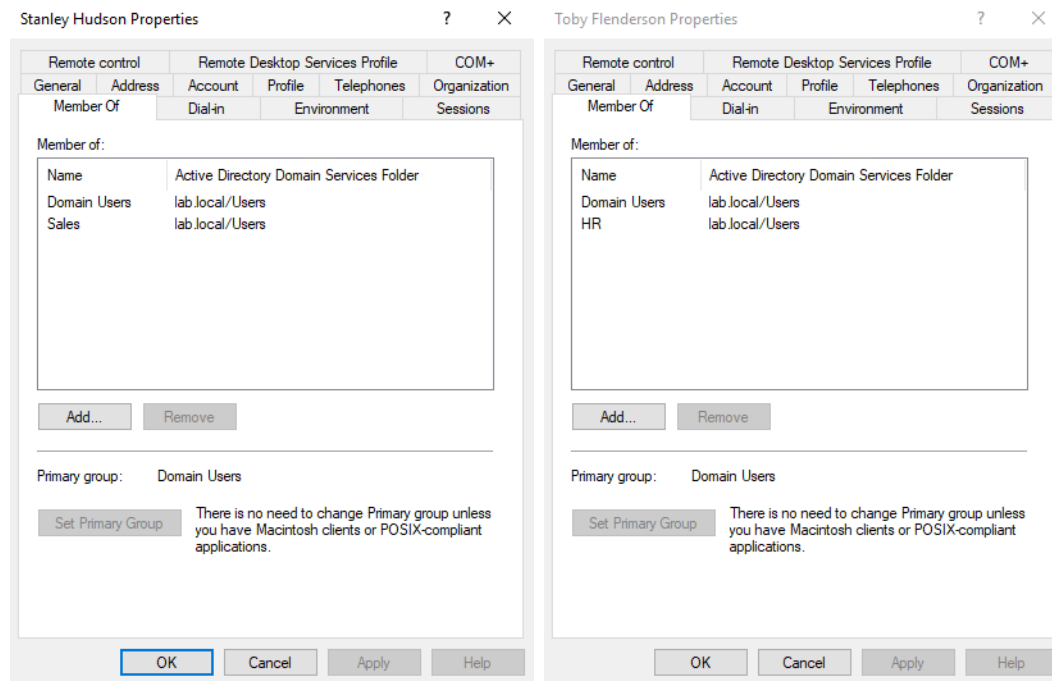 Stanley Hudson Properties ? ×
Remote control Remote Desktop Services Profile COM+
General Address Account Profile Telephones Organization
Member Of Dial-in Environment Sessions
Member of:
Name Active Directory Domain Services Folder
Domain Users lab.local/Users
Sales lab.local/Users
Add... Remove
Primary group: Domain Users
Set Primary Group
There is no need to change Primary group unless
you have Macintosh clients or POSIX-compliant
applications.
OK Cancel Apply Help
Toby Flenderson Properties ? ×
Remote control Remote Desktop Services Profile COM+
General Address Account Profile Telephones Organization
Member Of Dial-in Environment Sessions
Member of:
Name Active Directory Domain Services Folder
Domain Users lab.local/Users
HR lab.local/Users
Add... Remove
Primary group: Domain Users
Set Primary Group
There is no need to change Primary group unless
you have Macintosh clients or POSIX-compliant
applications.
OK Cancel Apply Help